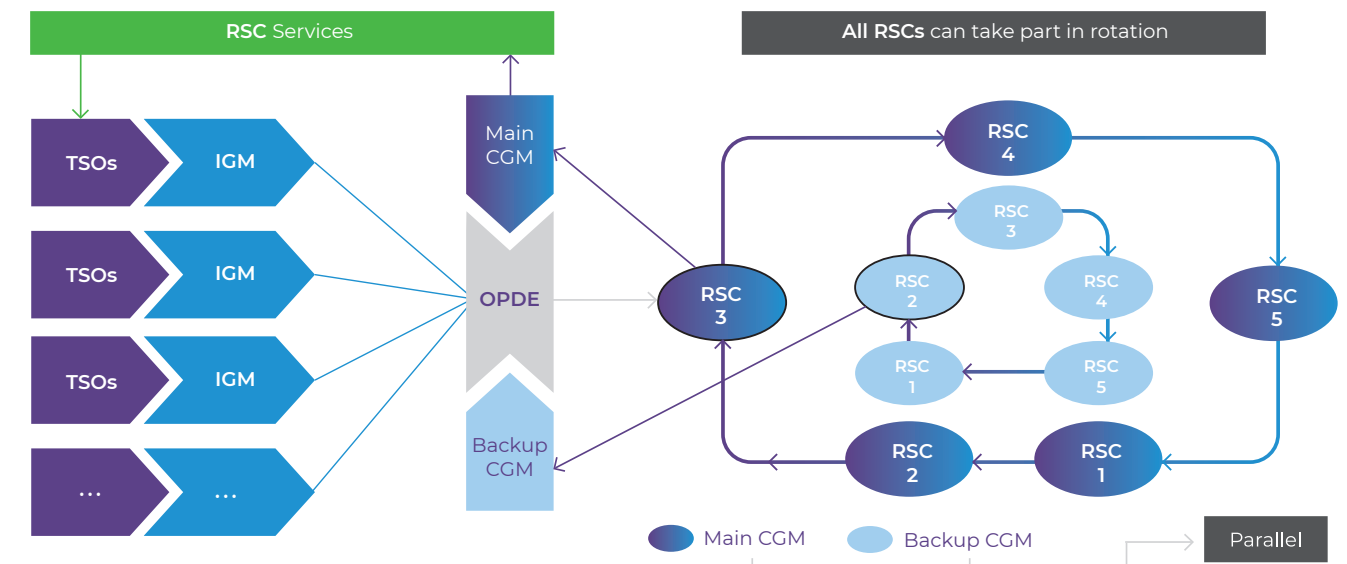 RSC Services
All RSCs can take part in rotation
TSOs
IGM
TSOs
IGM
TSOs
IGM
...
...
Main
CGM
OPDE
Backup
CGM
RSC
4
RSC
3
RSC
5
RSC
1
RSC
2
RSC
3
RSC
2
RSC
4
RSC
1
RSC
5
Main CGM
Backup CGM
Parallel